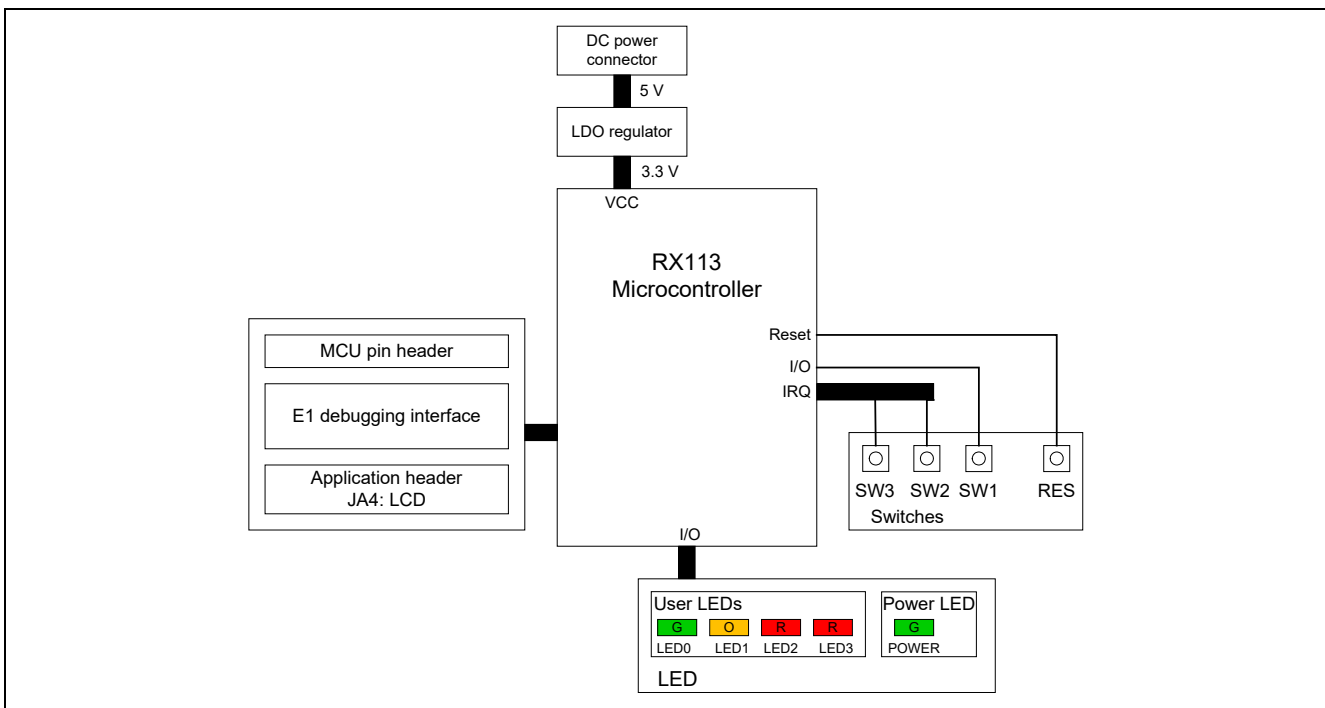 DC power
connector
5 V
LDO regulator
3.3 V
VCC
RX113
Microcontroller
Reset
I/O
IRQ
MCU pin header
E1 debugging interface
Application header
JA4: LCD
SW3 SW2 SW1 RES
Switches
I/O
User LEDs
G O R R
LED0 LED1 LED2 LED3
Power LED
G
POWER
LED